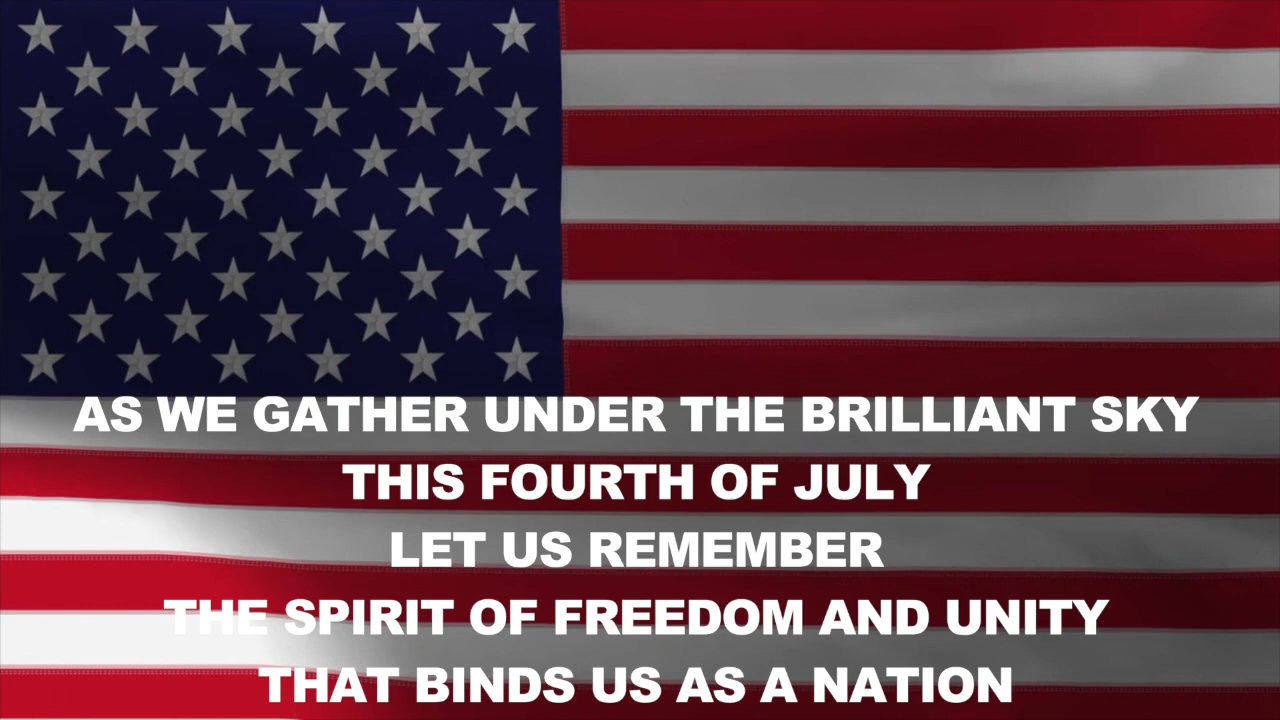 AS WE GATHER UNDER THE BRILLIANT SKY
THIS FOURTH OF JULY
LET US REMEMBER
THE SPIRIT OF FREEDOM AND UNITY
THAT BINDS US AS A NATION